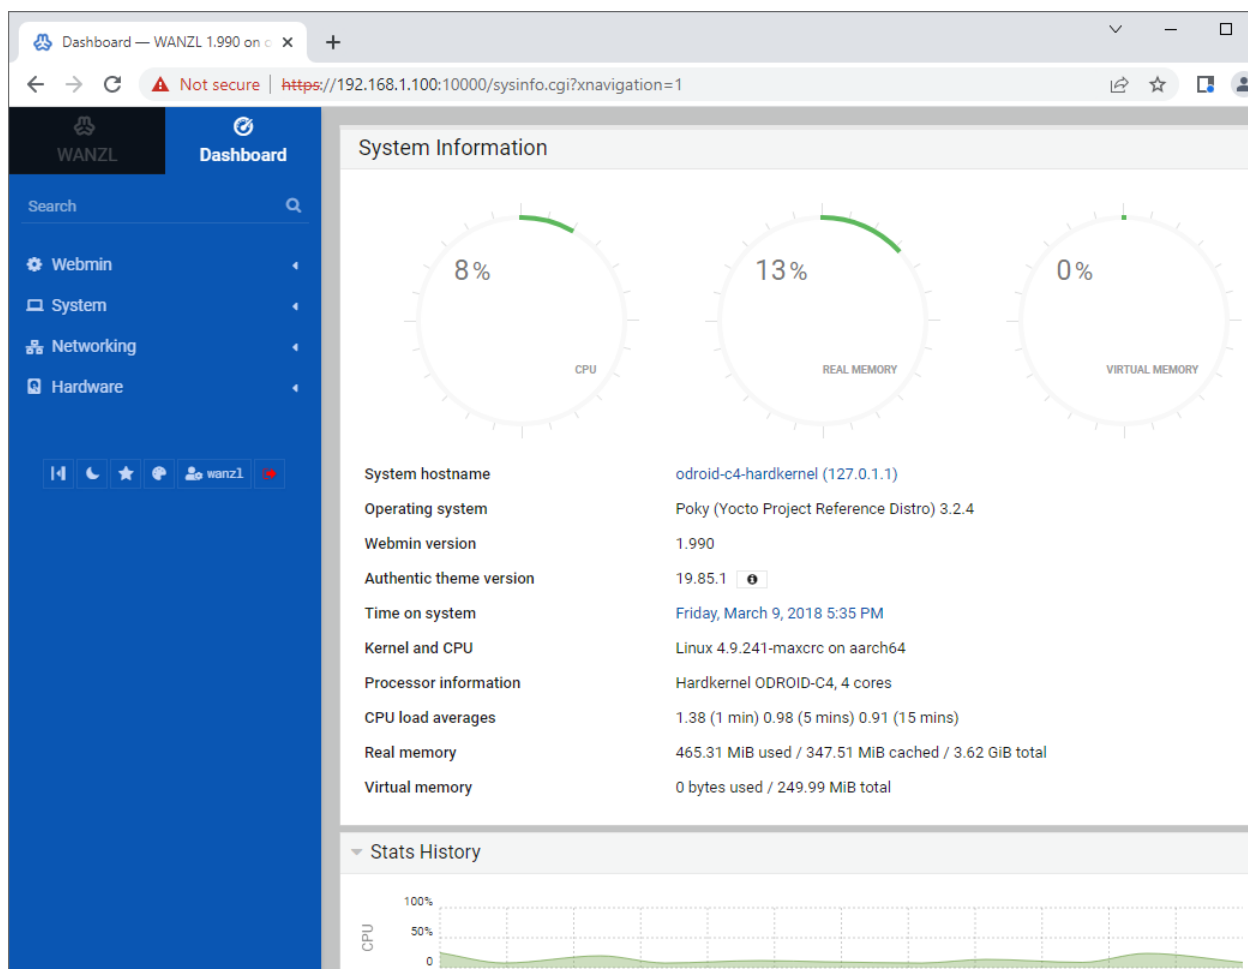 Dashboard — WANZL 1.990 on
Not secure | https://192.168.1.100:10000/sysinfo.cgi?xnavigation=1
WANZL
Dashboard
Search
Webmin
System
Networking
Hardware
wanzl
System Information
8%
CPU
13%
REAL MEMORY
0%
VIRTUAL MEMORY
System hostname odroid-c4-hardkernel (127.0.1.1)
Operating system Poky (Yocto Project Reference Distro) 3.2.4
Webmin version 1.990
Authentic theme version 19.85.1
Time on system Friday, March 9, 2018 5:35 PM
Kernel and CPU Linux 4.9.241-maxcrc on aarch64
Processor information Hardkernel ODROID-C4, 4 cores
CPU load averages 1.38 (1 min) 0.98 (5 mins) 0.91 (15 mins)
Real memory 465.31 MiB used / 347.51 MiB cached / 3.62 GiB total
Virtual memory 0 bytes used / 249.99 MiB total
Stats History
CPU
100%
50%
0